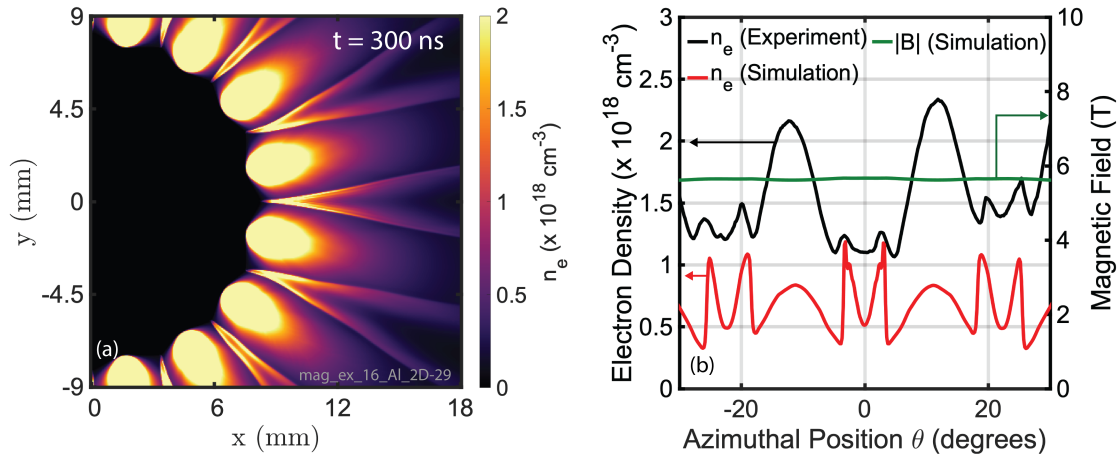 9
4.5
0
-4.5
-9
y (mm)
0
6
12
18
x (mm)
t = 300 ns
(a)
mag_ex_16_Al_2D-29
2
1.5
1
0.5
0
n_e (x 10^18 cm^-3)
3
2.5
2
1.5
1
0.5
0
Electron Density (x 10^18 cm^-3)
n_e (Experiment)
|B| (Simulation)
n_e (Simulation)
(b)
-20
0
20
Azimuthal Position θ (degrees)
10
8
6
4
2
0
Magnetic Field (T)